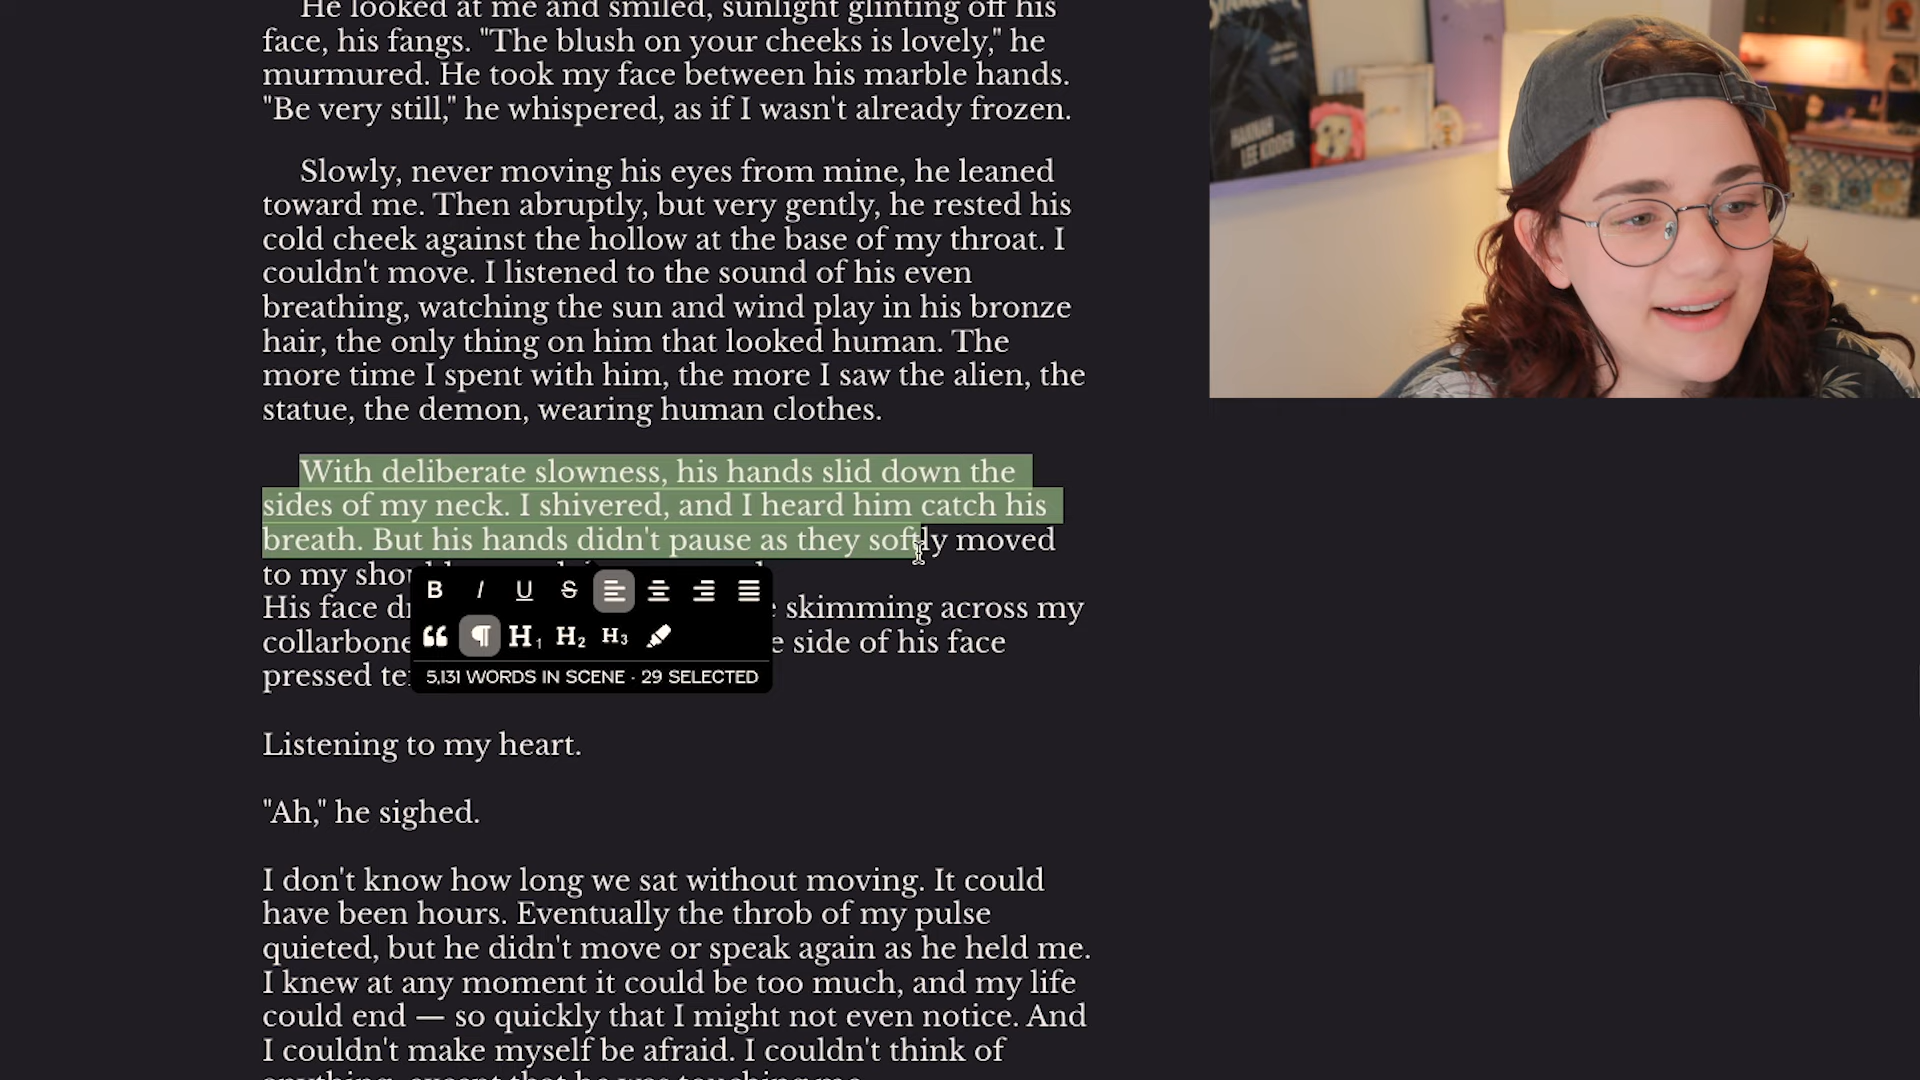 He looked at me and smiled, sunlight glinting off his
face, his fangs. "The blush on your cheeks is lovely," he
murmured. He took my face between his marble hands.
"Be very still," he whispered, as if I wasn't already frozen.
Slowly, never moving his eyes from mine, he leaned
toward me. Then abruptly, but very gently, he rested his
cold cheek against the hollow at the base of my throat. I
couldn't move. I listened to the sound of his even
breathing, watching the sun and wind play in his bronze
hair, the only thing on him that looked human. The
more time I spent with him, the more I saw the alien, the
statue, the demon, wearing human clothes.
With deliberate slowness, his hands slid down the
sides of my neck. I shivered, and I heard him catch his
breath. But his hands didn't pause as they softly moved
to my
His face skimming across my
collarbone side of his face
pressed
B I U S
H1 H2 H3
5,131 WORDS IN SCENE · 29 SELECTED
Listening to my heart.
"Ah," he sighed.
I don't know how long we sat without moving. It could
have been hours. Eventually the throb of my pulse
quieted, but he didn't move or speak again as he held me.
I knew at any moment it could be too much, and my life
could end — so quickly that I might not even notice. And
I couldn't make myself be afraid. I couldn't think of
HANNAH
LEE KIDDER